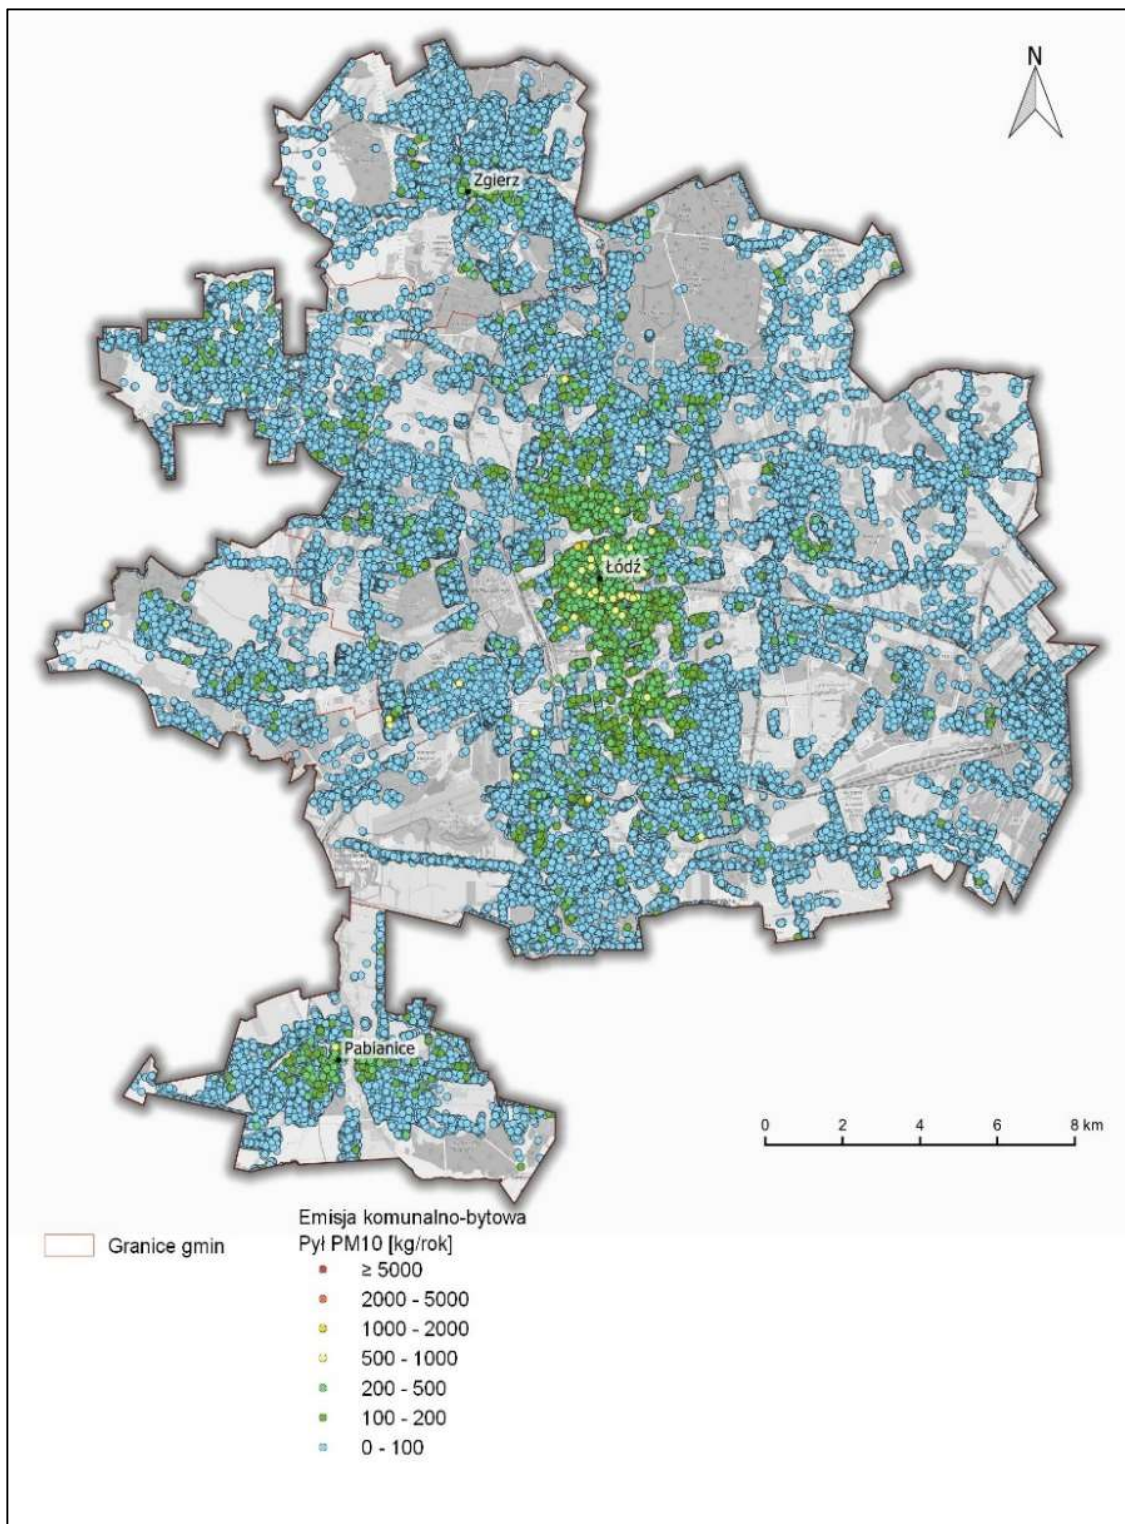 N
Zgierz
Łódź
Pabianice
0 2 4 6 8 km
Emisja komunalno-bytowa
Granice gmin
Pył PM10 [kg/rok]
≥ 5000
2000 - 5000
1000 - 2000
500 - 1000
200 - 500
100 - 200
0 - 100